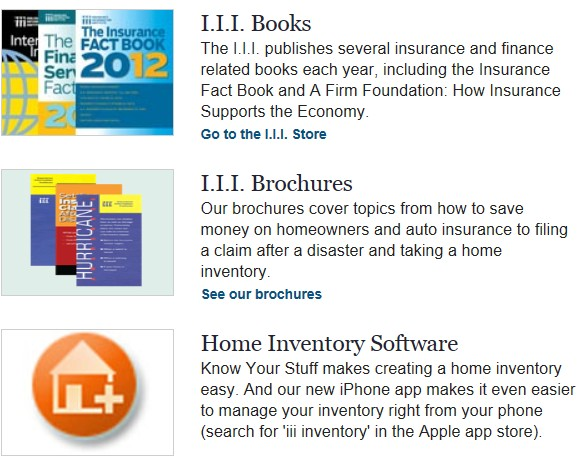 I.I.I. Books
The I.I.I. publishes several insurance and finance
related books each year, including the Insurance
Fact Book and A Firm Foundation: How Insurance
Supports the Economy.
Go to the I.I.I. Store
The Insurance
FACT BOOK
2012
The
I.I.I. Brochures
Our brochures cover topics from how to save
money on homeowners and auto insurance to filing
a claim after a disaster and taking a home
inventory.
See our brochures
HURRICANE
Home Inventory Software
Know Your Stuff makes creating a home inventory
easy. And our new iPhone app makes it even easier
to manage your inventory right from your phone
(search for 'iii inventory' in the Apple app store).